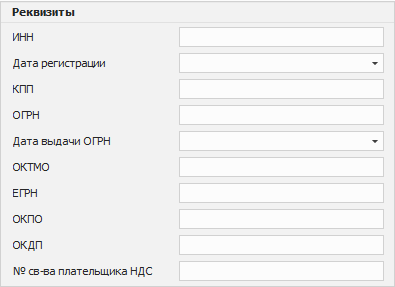 Реквизиты
ИНН
Дата регистрации
КПП
ОГРН
Дата выдачи ОГРН
ОКТМО
ЕГРН
ОКПО
ОКДП
№ св-ва плательщика НДС